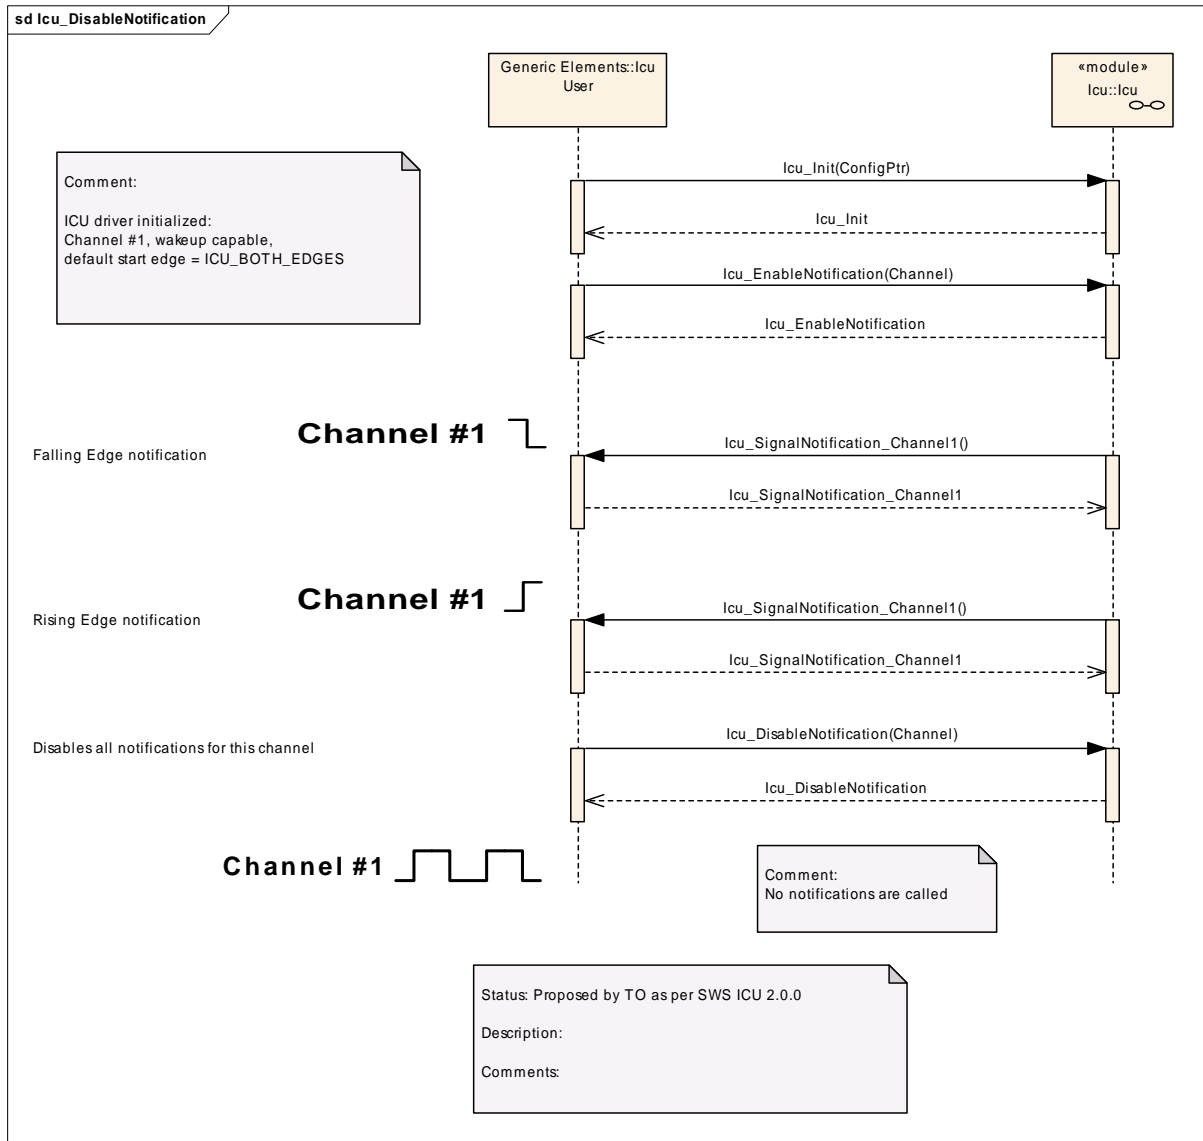 sd Icu_DisableNotification
Generic Elements::Icu
User
«module»
Icu::Icu
Comment:
ICU driver initialized:
Channel #1, wakeup capable,
default start edge = ICU_BOTH_EDGES
Icu_Init(ConfigPtr)
Icu_Init
Icu_EnableNotification(Channel)
Icu_EnableNotification
Channel #1
Falling Edge notification
Icu_SignalNotification_Channel1()
Icu_SignalNotification_Channel1
Channel #1
Rising Edge notification
Icu_SignalNotification_Channel1()
Icu_SignalNotification_Channel1
Disables all notifications for this channel
Icu_DisableNotification(Channel)
Icu_DisableNotification
Channel #1
Comment:
No notifications are called
Status: Proposed by TO as per SWS ICU 2.0.0
Description:
Comments: